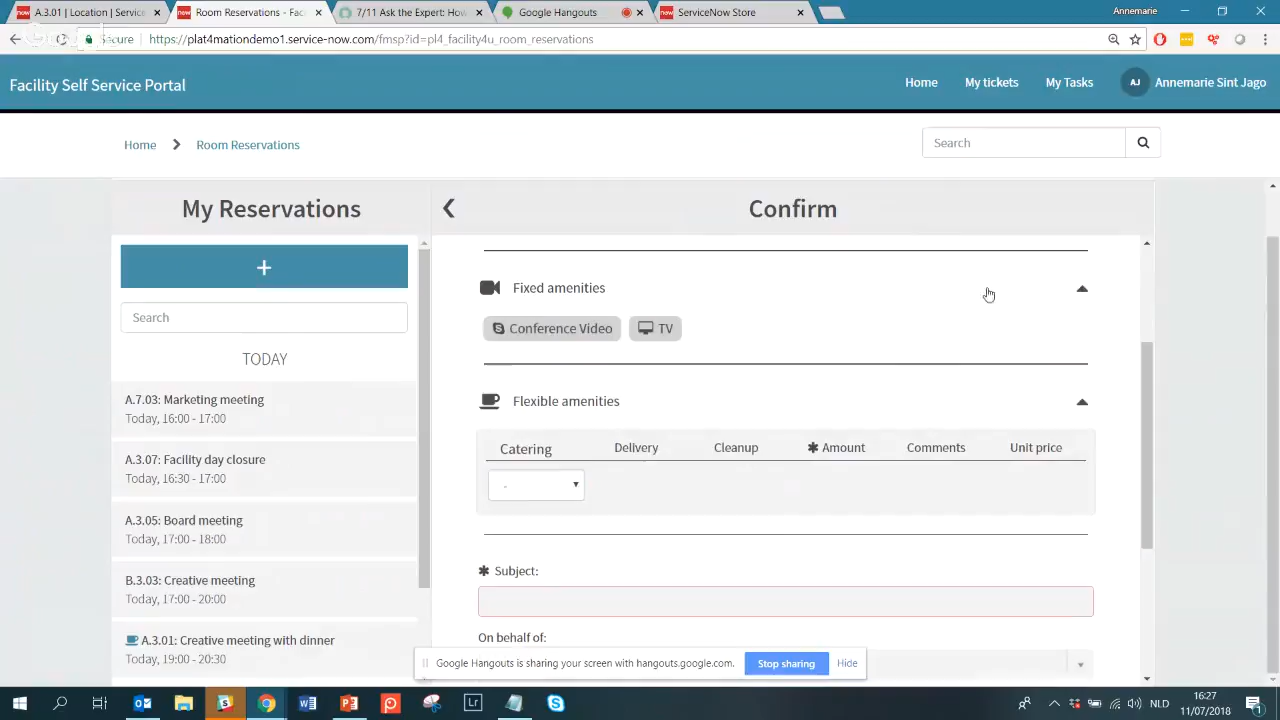 A.3.01 | Location | Service
Room Reservations - Fac
7/11 Ask the Expert: How
Google Hangouts
ServiceNow Store
Annemarie
Secure
https://plat4mationdemo1.service-now.com/fmsp?id=pl4_facility4u_room_reservations
Facility Self Service Portal
Home
My tickets
My Tasks
AJ
Annemarie Sint Jago
Home
Room Reservations
Search
My Reservations
Confirm
+
Search
TODAY
A.7.03: Marketing meeting
Today, 16:00 - 17:00
A.3.07: Facility day closure
Today, 16:30 - 17:00
A.3.05: Board meeting
Today, 17:00 - 18:00
B.3.03: Creative meeting
Today, 17:00 - 20:00
A.3.01: Creative meeting with dinner
Today, 19:00 - 20:30
Fixed amenities
Conference Video
TV
Flexible amenities
Catering
Delivery
Cleanup
✱ Amount
Comments
Unit price
-
✱ Subject:
On behalf of:
Google Hangouts is sharing your screen with hangouts.google.com.
Stop sharing
Hide
Lr
NLD
16:27
11/07/2018
1